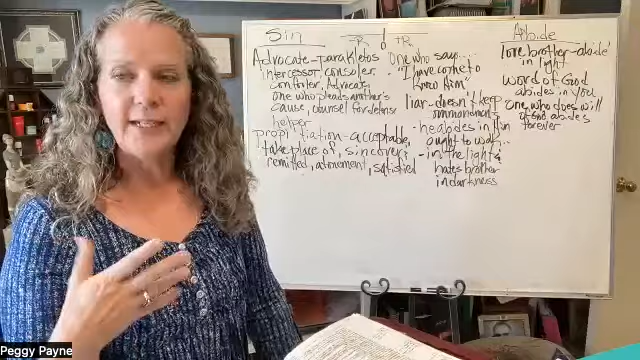 Sin
-R 0 +R
Abide
Advocate-parakletos
intercessor, consoler
comforter, Advocate
one who pleads another's
cause, counsel for defense
helper
propitiation-acceptable,
take place of, sin cover,
remitted, atonement, satisfied
One who says...
- "I have come to
know Him"
liar-doesn't keep
commandments
- he abides in Him
ought to walk...
- in the light &
hates brother
in darkness
love brother-abide
in light
word of God
abides in you
one who does will
of God abides
forever
Peggy Payne